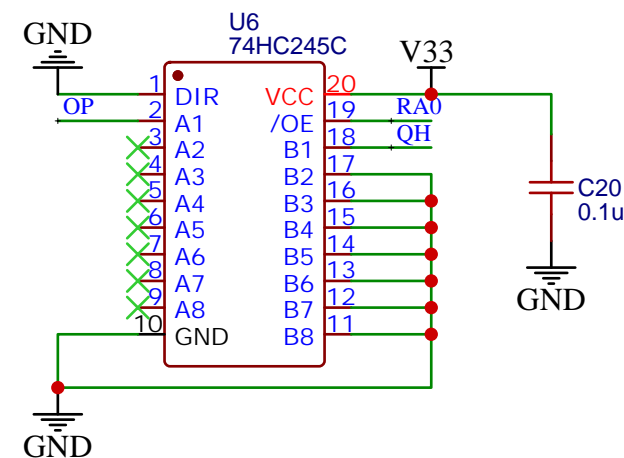 U6
74HC245C
GND
V33
1 DIR VCC 20
OP 2 A1 /OE 19 RA0
3 A2 B1 18 QH
4 A3 B2 17
5 A4 B3 16
6 A5 B4 15
7 A6 B5 14
8 A7 B6 13
9 A8 B7 12
10 GND B8 11
C20
0.1u
GND
GND